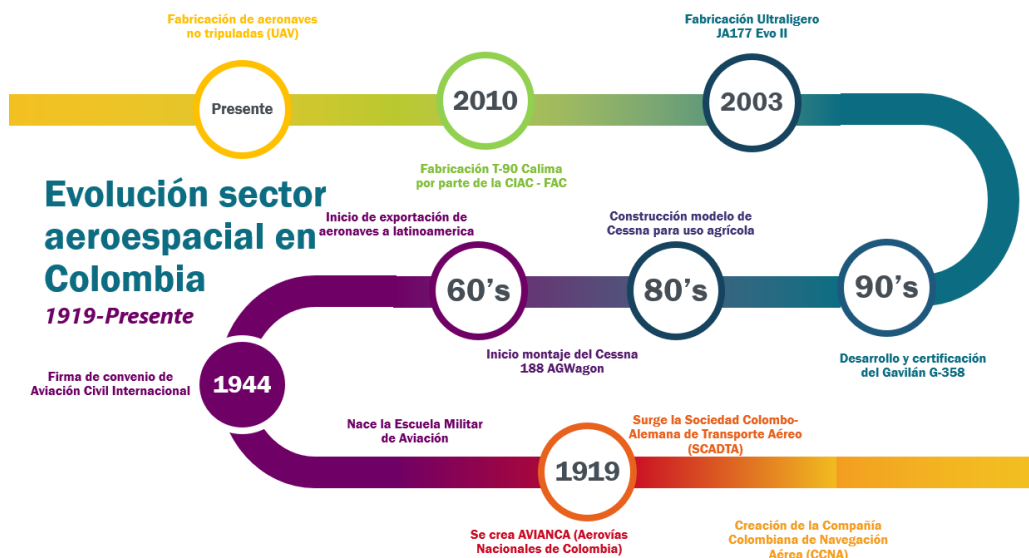 Fabricación de aeronaves
no tripuladas (UAV)
Fabricación Ultraligero
JA177 Evo II
Presente
2010
2003
Fabricación T-90 Calima
por parte de la CIAC - FAC
Evolución sector
aeroespacial en
Colombia
1919-Presente
Inicio de exportación de
aeronaves a latinoamerica
Construcción modelo de
Cessna para uso agrícola
60's
80's
90's
Inicio montaje del Cessna
188 AGWagon
Desarrollo y certificación
del Gavilán G-358
Firma de convenio de
Aviación Civil Internacional
1944
Nace la Escuela Militar
de Aviación
Surge la Sociedad Colombo-
Alemana de Transporte Aéreo
(SCADTA)
1919
Se crea AVIANCA (Aerovías
Nacionales de Colombia)
Creación de la Compañía
Colombiana de Navegación
Aérea (CCNA)